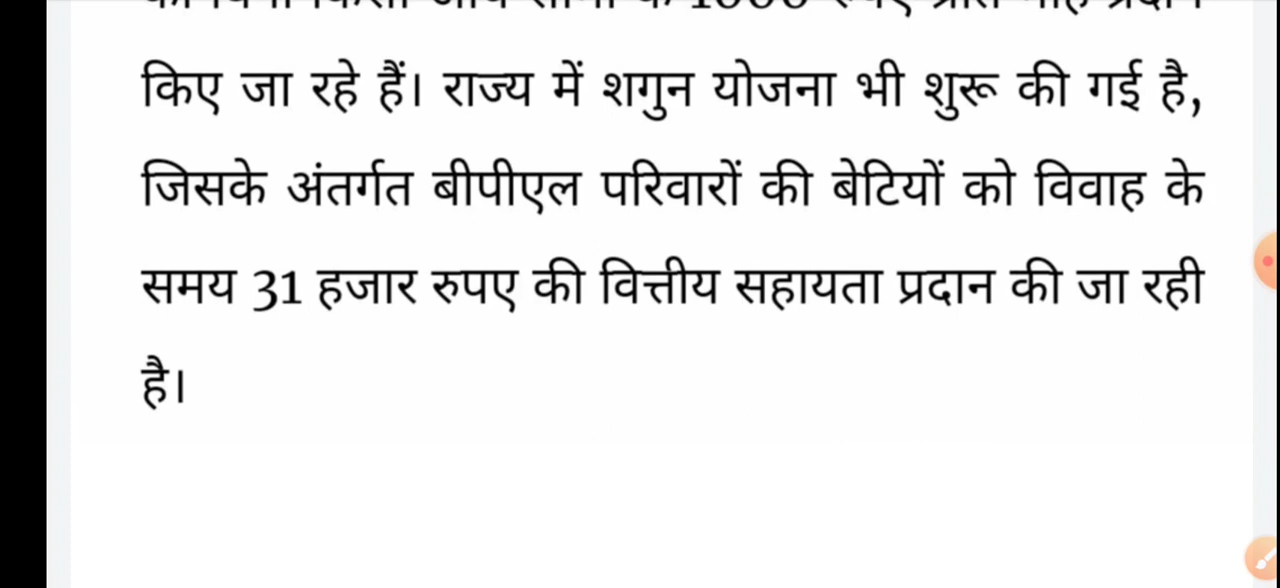 किए जा रहे हैं। राज्य में शगुन योजना भी शुरू की गई है,
जिसके अंतर्गत बीपीएल परिवारों की बेटियों को विवाह के
समय 31 हजार रुपए की वित्तीय सहायता प्रदान की जा रही
है।